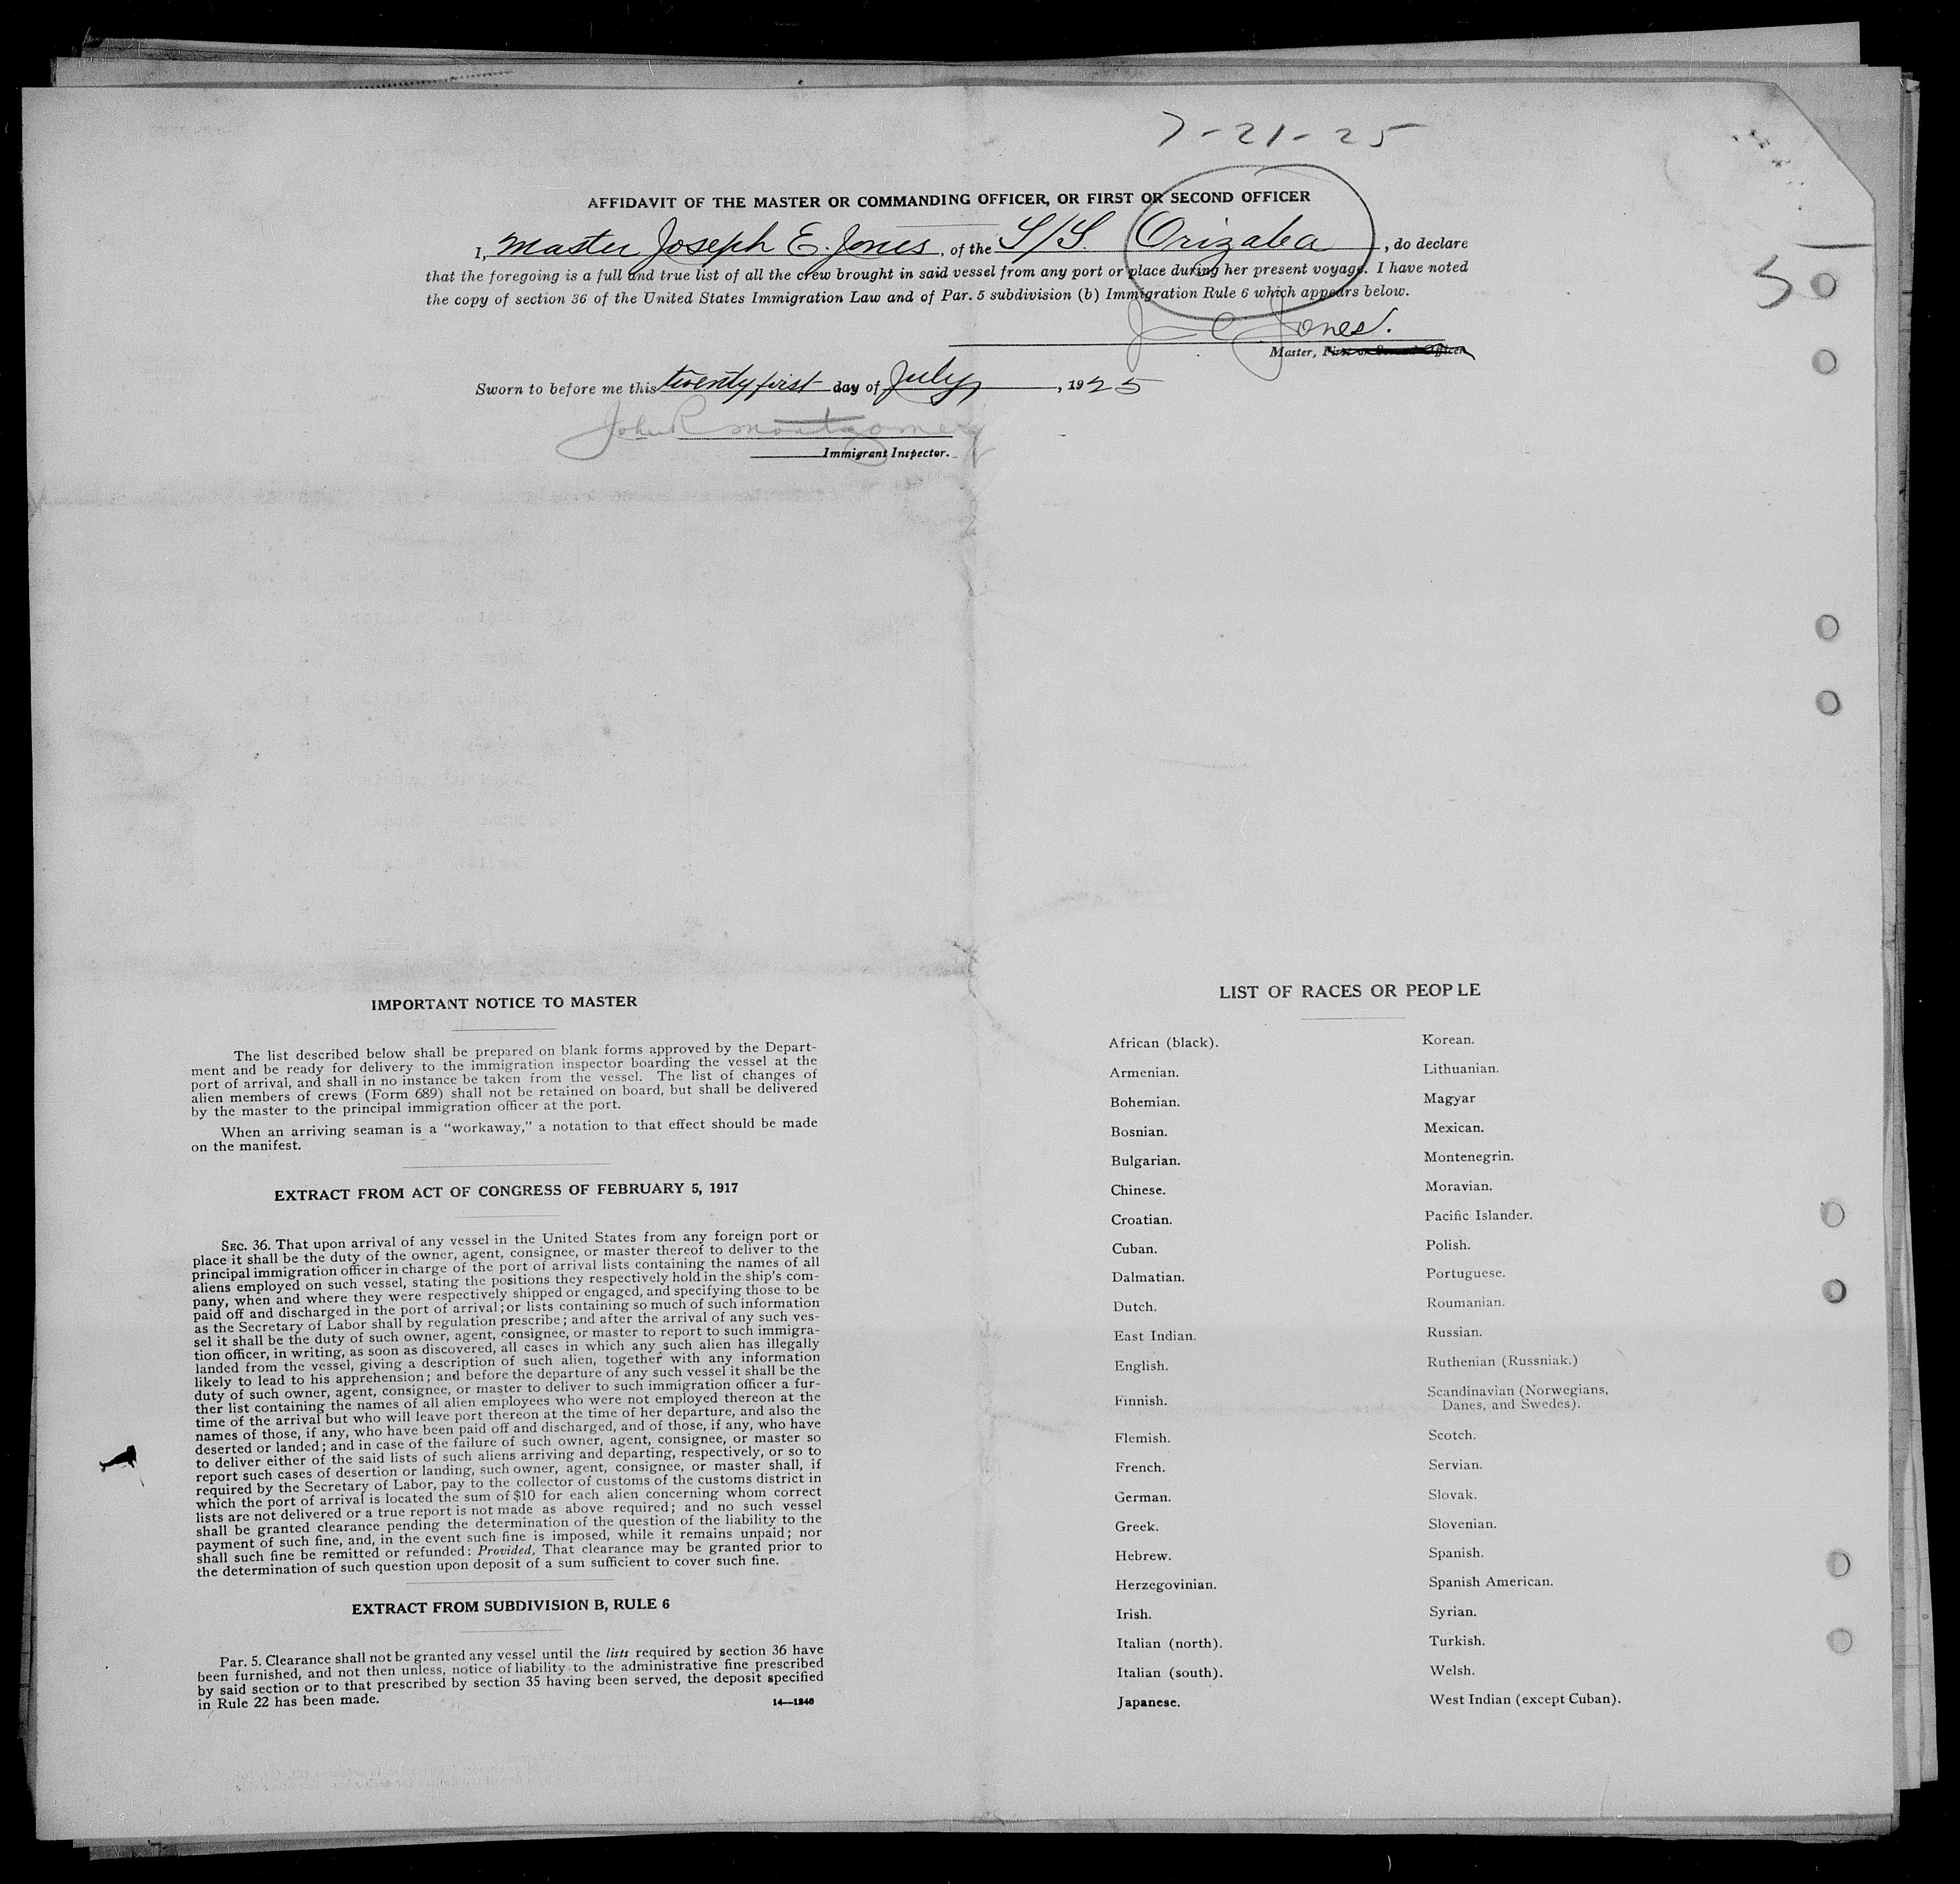 7-21-25
AFFIDAVIT OF THE MASTER OR COMMANDING OFFICER, OR FIRST OR SECOND OFFICER
I, Master Joseph E. Jones, of the S/S. Orizaba, do declare
that the foregoing is a full and true list of all the crew brought in said vessel from any port or place during her present voyage. I have noted
the copy of section 36 of the United States Immigration Law and of Par. 5 subdivision (b) Immigration Rule 6 which appears below.
5
J E Jones.
Master, First or Second Officer
Sworn to before me this twenty first day of July, 1925
John R Montgomery
Immigrant Inspector.
IMPORTANT NOTICE TO MASTER
The list described below shall be prepared on blank forms approved by the Depart-
ment and be ready for delivery to the immigration inspector boarding the vessel at the
port of arrival, and shall in no instance be taken from the vessel. The list of changes of
alien members of crews (Form 689) shall not be retained on board, but shall be delivered
by the master to the principal immigration officer at the port.
When an arriving seaman is a "workaway," a notation to that effect should be made
on the manifest.
EXTRACT FROM ACT OF CONGRESS OF FEBRUARY 5, 1917
SEC. 36. That upon arrival of any vessel in the United States from any foreign port or
place it shall be the duty of the owner, agent, consignee, or master thereof to deliver to the
principal immigration officer in charge of the port of arrival lists containing the names of all
aliens employed on such vessel, stating the positions they respectively hold in the ship's com-
pany, when and where they were respectively shipped or engaged, and specifying those to be
paid off and discharged in the port of arrival; or lists containing so much of such information
as the Secretary of Labor shall by regulation prescribe; and after the arrival of any such ves-
sel it shall be the duty of such owner, agent, consignee, or master to report to such immigra-
tion officer, in writing, as soon as discovered, all cases in which any such alien has illegally
landed from the vessel, giving a description of such alien, together with any information
likely to lead to his apprehension; and before the departure of any such vessel it shall be the
duty of such owner, agent, consignee, or master to deliver to such immigration officer a fur-
ther list containing the names of all alien employees who were not employed thereon at the
time of the arrival but who will leave port thereon at the time of her departure, and also the
names of those, if any, who have been paid off and discharged, and of those, if any, who have
deserted or landed; and in case of the failure of such owner, agent, consignee, or master so
to deliver either of the said lists of such aliens arriving and departing, respectively, or so to
report such cases of desertion or landing, such owner, agent, consignee, or master shall, if
required by the Secretary of Labor, pay to the collector of customs of the customs district in
which the port of arrival is located the sum of $10 for each alien concerning whom correct
lists are not delivered or a true report is not made as above required; and no such vessel
shall be granted clearance pending the determination of the question of the liability to the
payment of such fine, and, in the event such fine is imposed, while it remains unpaid; nor
shall such fine be remitted or refunded: Provided, That clearance may be granted prior to
the determination of such question upon deposit of a sum sufficient to cover such fine.
EXTRACT FROM SUBDIVISION B, RULE 6
Par. 5. Clearance shall not be granted any vessel until the lists required by section 36 have
been furnished, and not then unless, notice of liability to the administrative fine prescribed
by said section or to that prescribed by section 35 having been served, the deposit specified
in Rule 22 has been made.
14—1240
LIST OF RACES OR PEOPLE
African (black).
Armenian.
Bohemian.
Bosnian.
Bulgarian.
Chinese.
Croatian.
Cuban.
Dalmatian.
Dutch.
East Indian.
English.
Finnish.
Flemish.
French.
German.
Greek.
Hebrew.
Herzegovinian.
Irish.
Italian (north).
Italian (south).
Japanese.
Korean.
Lithuanian.
Magyar
Mexican.
Montenegrin.
Moravian.
Pacific Islander.
Polish.
Portuguese.
Roumanian.
Russian.
Ruthenian (Russniak.)
Scandinavian (Norwegians,
Danes, and Swedes).
Scotch.
Servian.
Slovak.
Slovenian.
Spanish.
Spanish American.
Syrian.
Turkish.
Welsh.
West Indian (except Cuban).